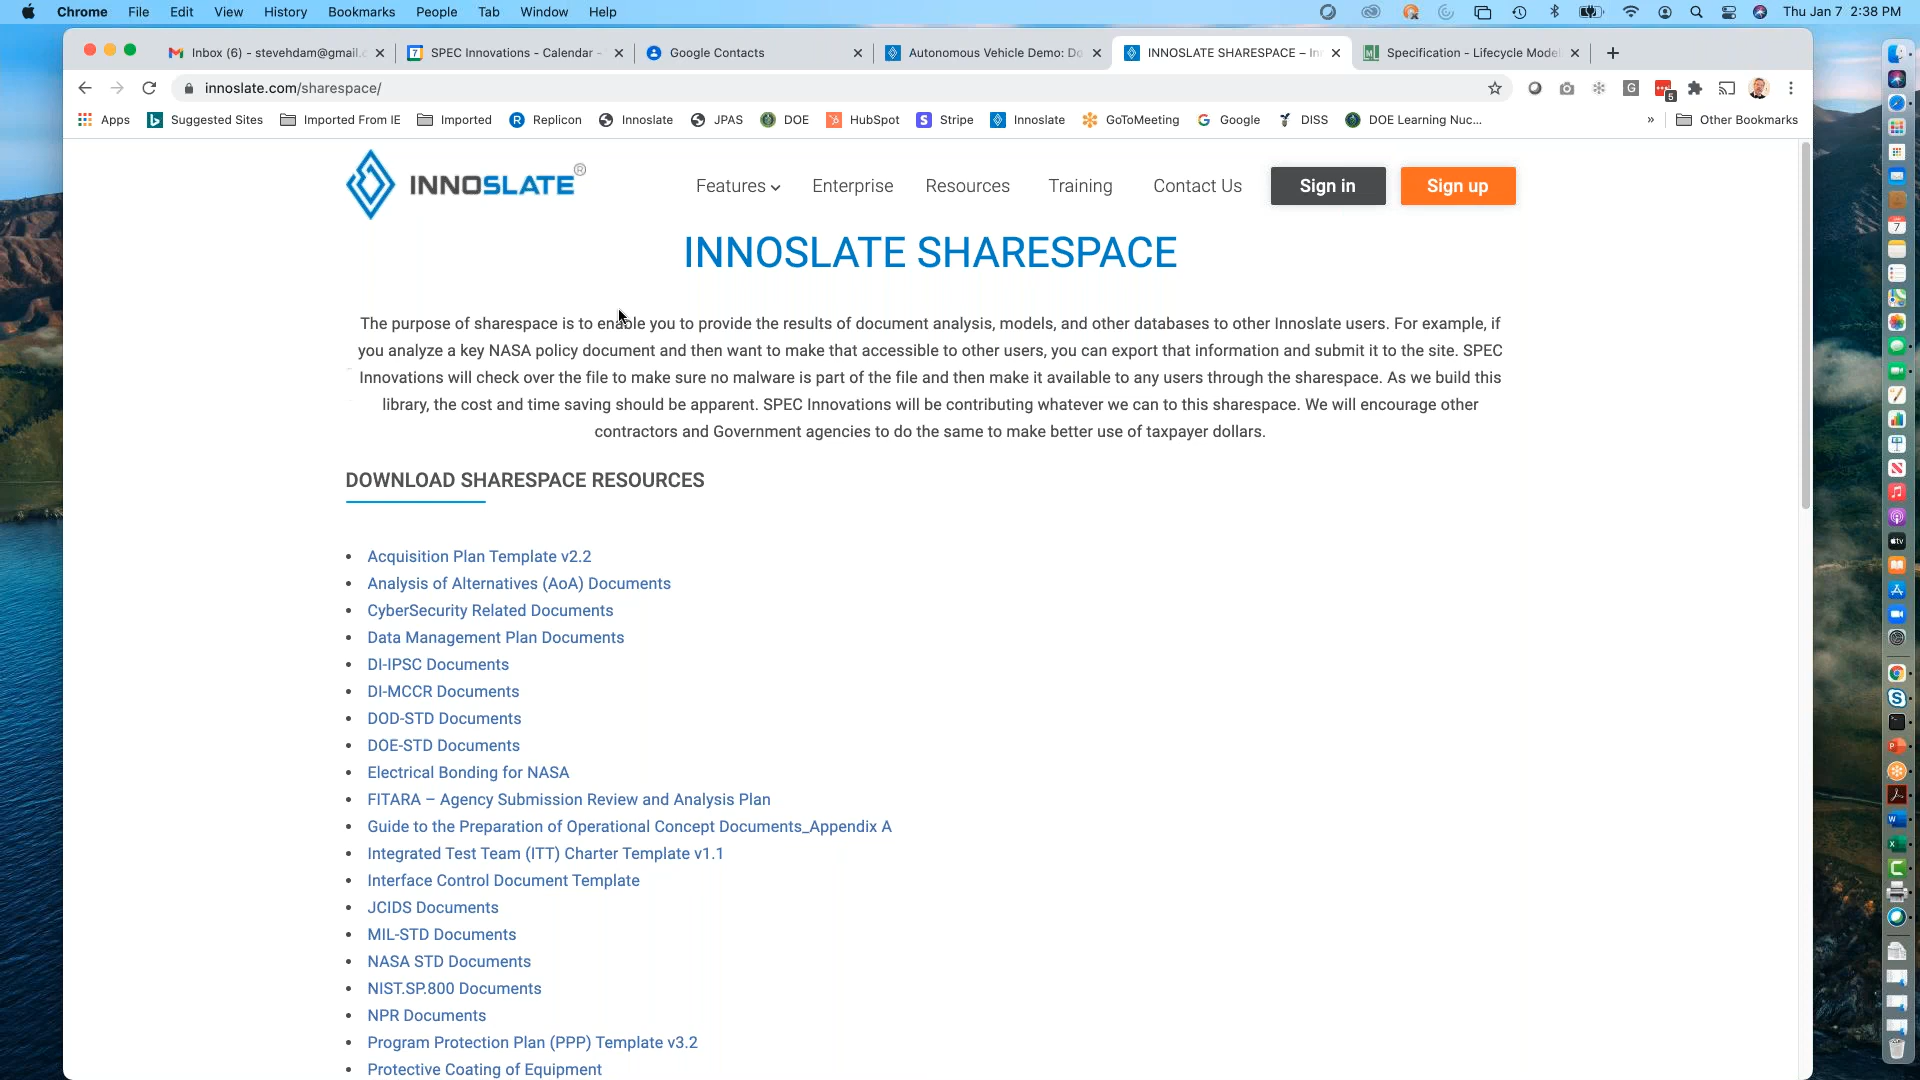 Chrome File Edit View History Bookmarks People Tab Window Help Thu Jan 7 2:38 PM
Inbox (6) - stevehdam@gmail.c SPEC Innovations - Calendar - Google Contacts Autonomous Vehicle Demo: Do INNOSLATE SHARESPACE – In Specification - Lifecycle Model
innoslate.com/sharespace/
Apps Suggested Sites Imported From IE Imported Replicon Innoslate JPAS DOE HubSpot Stripe Innoslate GoToMeeting Google DISS DOE Learning Nuc... » Other Bookmarks
INNOSLATE® Features Enterprise Resources Training Contact Us Sign in Sign up
INNOSLATE SHARESPACE
The purpose of sharespace is to enable you to provide the results of document analysis, models, and other databases to other Innoslate users. For example, if
you analyze a key NASA policy document and then want to make that accessible to other users, you can export that information and submit it to the site. SPEC
Innovations will check over the file to make sure no malware is part of the file and then make it available to any users through the sharespace. As we build this
library, the cost and time saving should be apparent. SPEC Innovations will be contributing whatever we can to this sharespace. We will encourage other
contractors and Government agencies to do the same to make better use of taxpayer dollars.
DOWNLOAD SHARESPACE RESOURCES
• Acquisition Plan Template v2.2
• Analysis of Alternatives (AoA) Documents
• CyberSecurity Related Documents
• Data Management Plan Documents
• DI-IPSC Documents
• DI-MCCR Documents
• DOD-STD Documents
• DOE-STD Documents
• Electrical Bonding for NASA
• FITARA – Agency Submission Review and Analysis Plan
• Guide to the Preparation of Operational Concept Documents_Appendix A
• Integrated Test Team (ITT) Charter Template v1.1
• Interface Control Document Template
• JCIDS Documents
• MIL-STD Documents
• NASA STD Documents
• NIST.SP.800 Documents
• NPR Documents
• Program Protection Plan (PPP) Template v3.2
• Protective Coating of Equipment